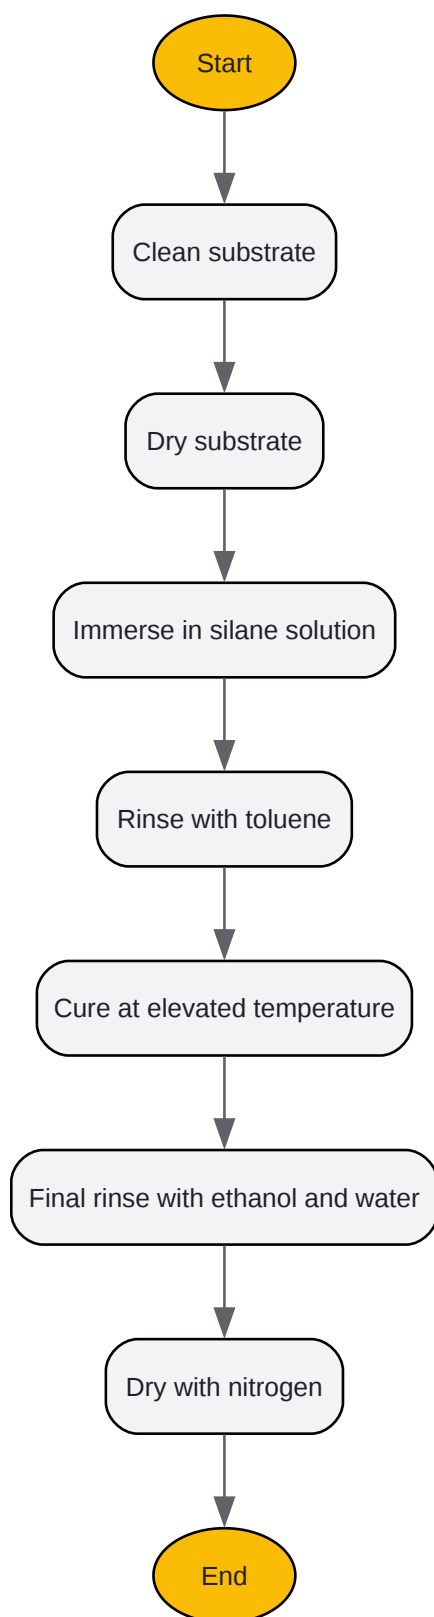 Start
Clean substrate
Dry substrate
Immerse in silane solution
Rinse with toluene
Cure at elevated temperature
Final rinse with ethanol and water
Dry with nitrogen
End